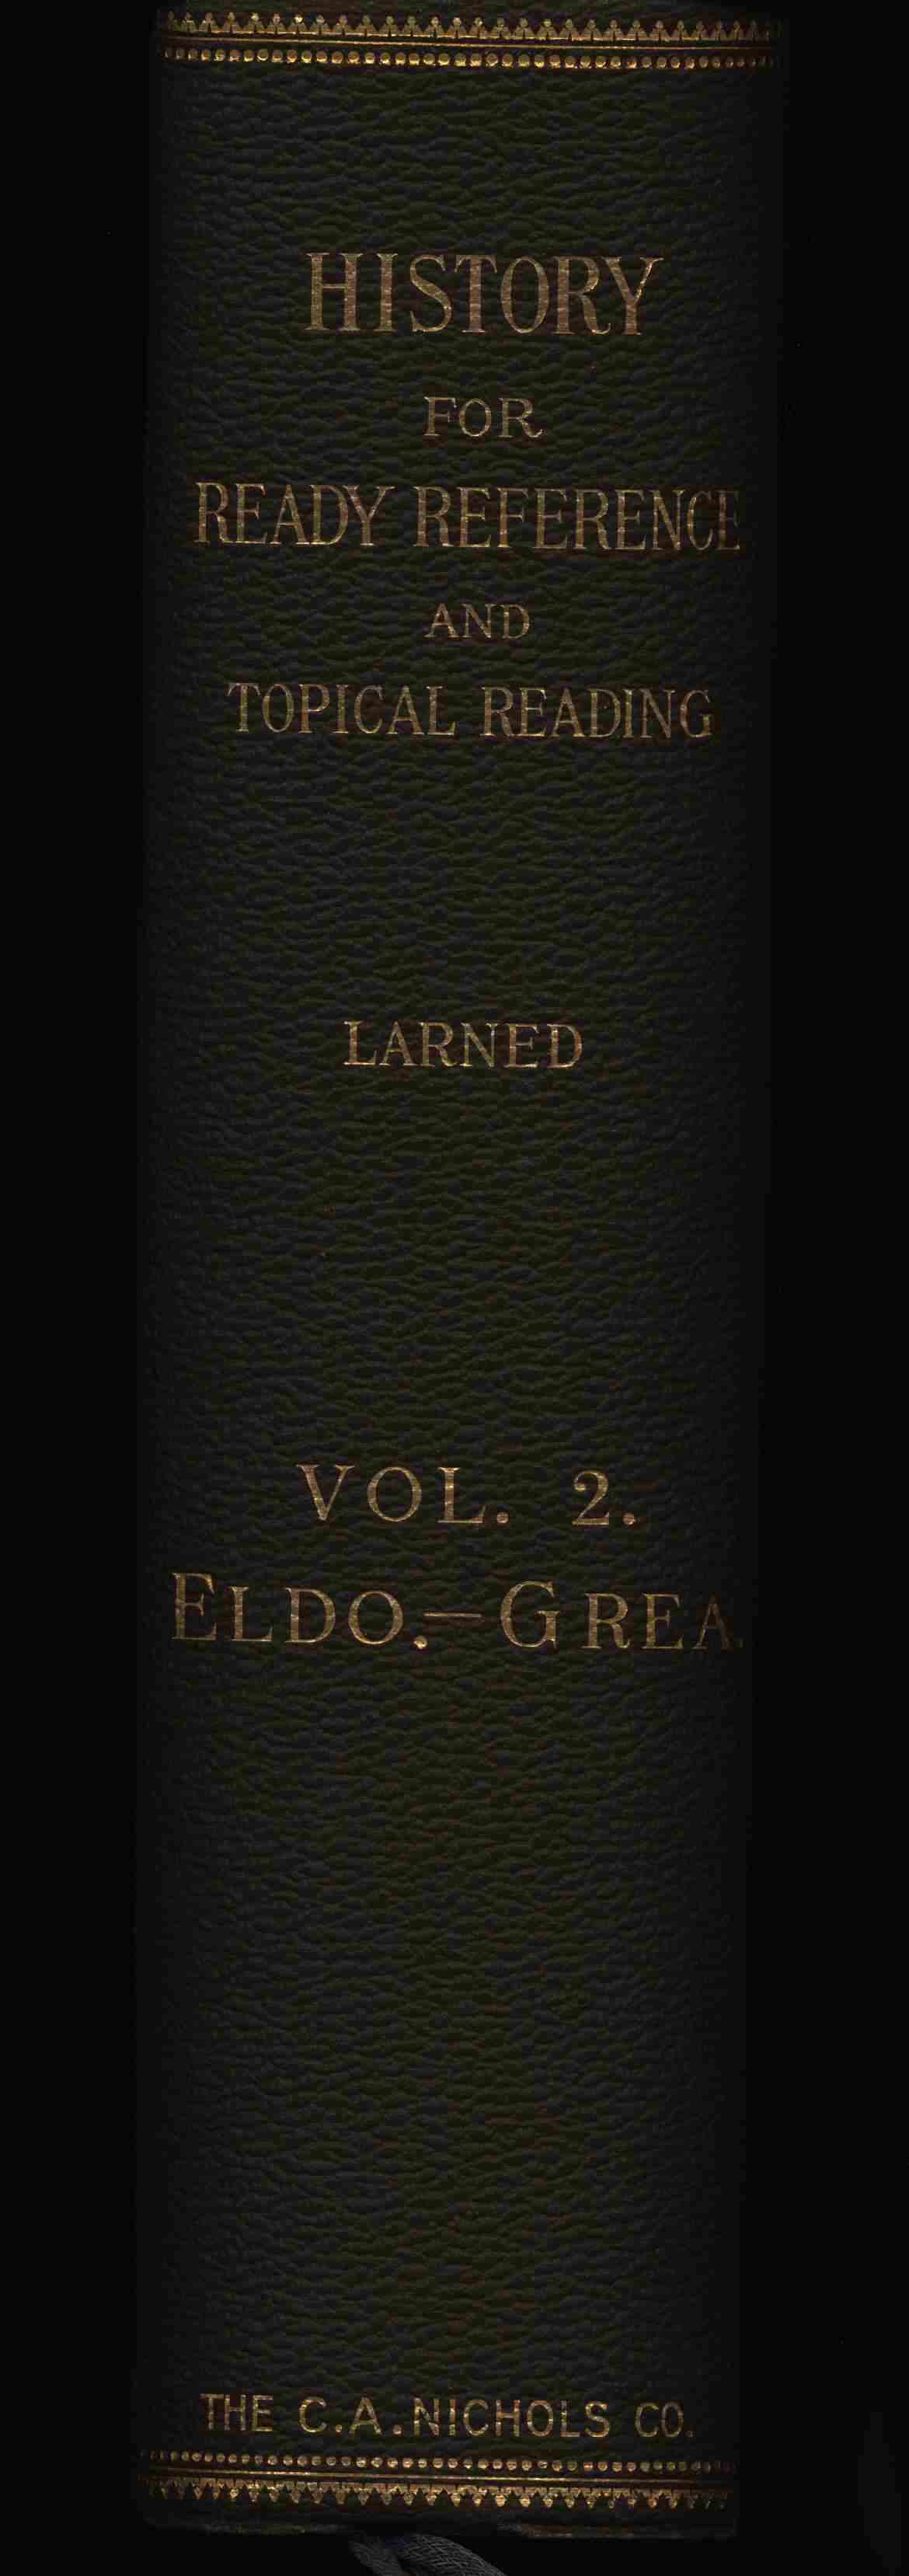 HISTORY
FOR
READY REFERENCE
AND
TOPICAL READING
LARNED
VOL. 2.
ELDO.—GREA.
THE C.A. NICHOLS CO.